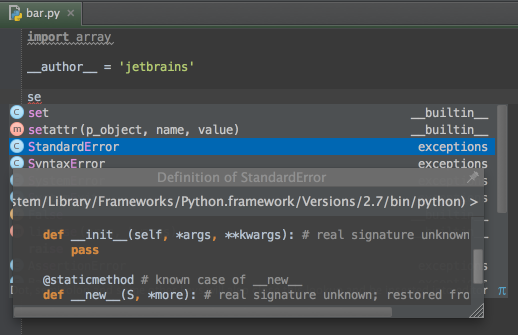 bar.py
import array
__author__ = 'jetbrains'
se
set __builtin__
setattr(p_object, name, value) __builtin__
StandardError exceptions
SyntaxError exceptions
Definition of StandardError
stem/Library/Frameworks/Python.framework/Versions/2.7/bin/python) >
def __init__(self, *args, **kwargs): # real signature unknown
pass
@staticmethod # known case of __new__
def __new__(S, *more): # real signature unknown; restored fro
π